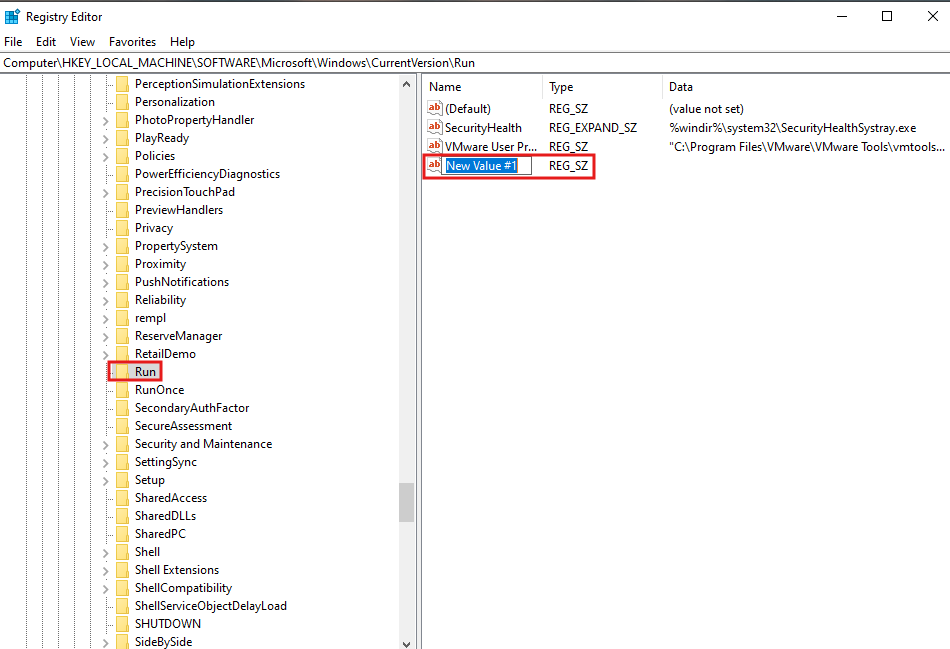 Registry Editor
File Edit View Favorites Help
Computer\HKEY_LOCAL_MACHINE\SOFTWARE\Microsoft\Windows\CurrentVersion\Run
PerceptionSimulationExtensions
Personalization
PhotoPropertyHandler
PlayReady
Policies
PowerEfficiencyDiagnostics
PrecisionTouchPad
PreviewHandlers
Privacy
PropertySystem
Proximity
PushNotifications
Reliability
rempl
ReserveManager
RetailDemo
Run
RunOnce
SecondaryAuthFactor
SecureAssessment
Security and Maintenance
SettingSync
Setup
SharedAccess
SharedDLLs
SharedPC
Shell
Shell Extensions
ShellCompatibility
ShellServiceObjectDelayLoad
SHUTDOWN
SideBySide
Name Type Data
ab (Default) REG_SZ (value not set)
ab SecurityHealth REG_EXPAND_SZ %windir%\system32\SecurityHealthSystray.exe
ab VMware User Pr... REG_SZ "C:\Program Files\VMware\VMware Tools\vmtools...
ab New Value #1 REG_SZ